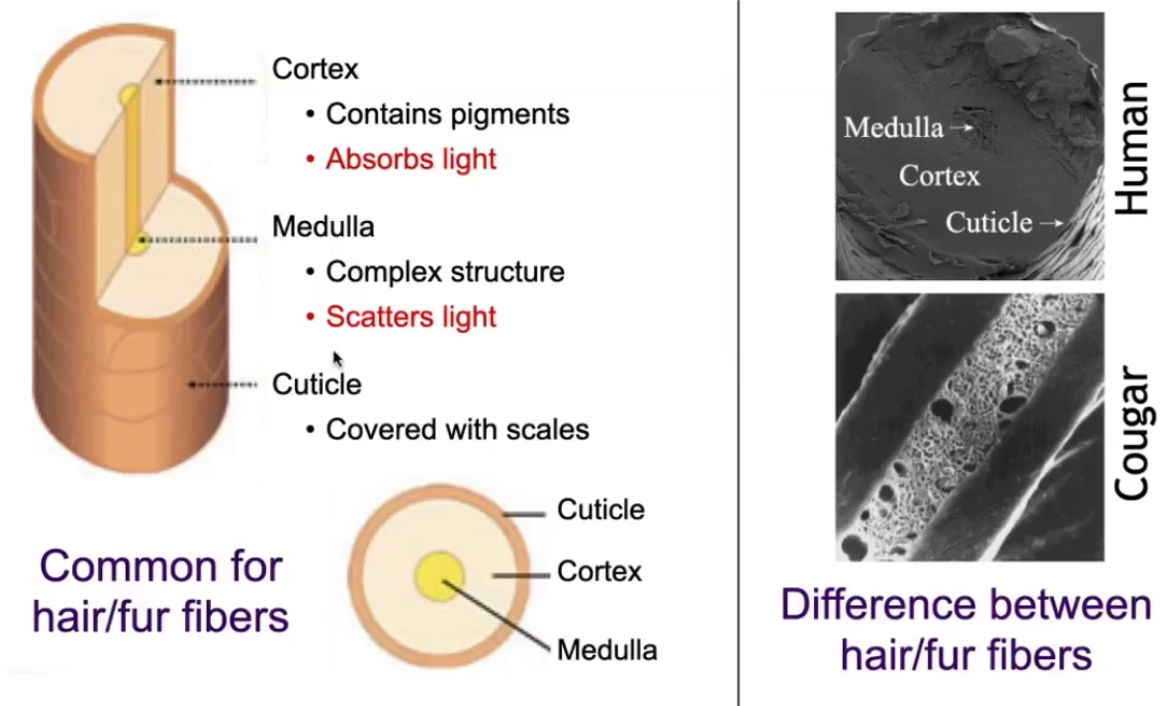 Cortex
• Contains pigments
• Absorbs light
Medulla
• Complex structure
• Scatters light
Cuticle
• Covered with scales
Cuticle
Cortex
Medulla
Common for
hair/fur fibers
Medulla
Cortex
Cuticle
Human
Cougar
Difference between
hair/fur fibers